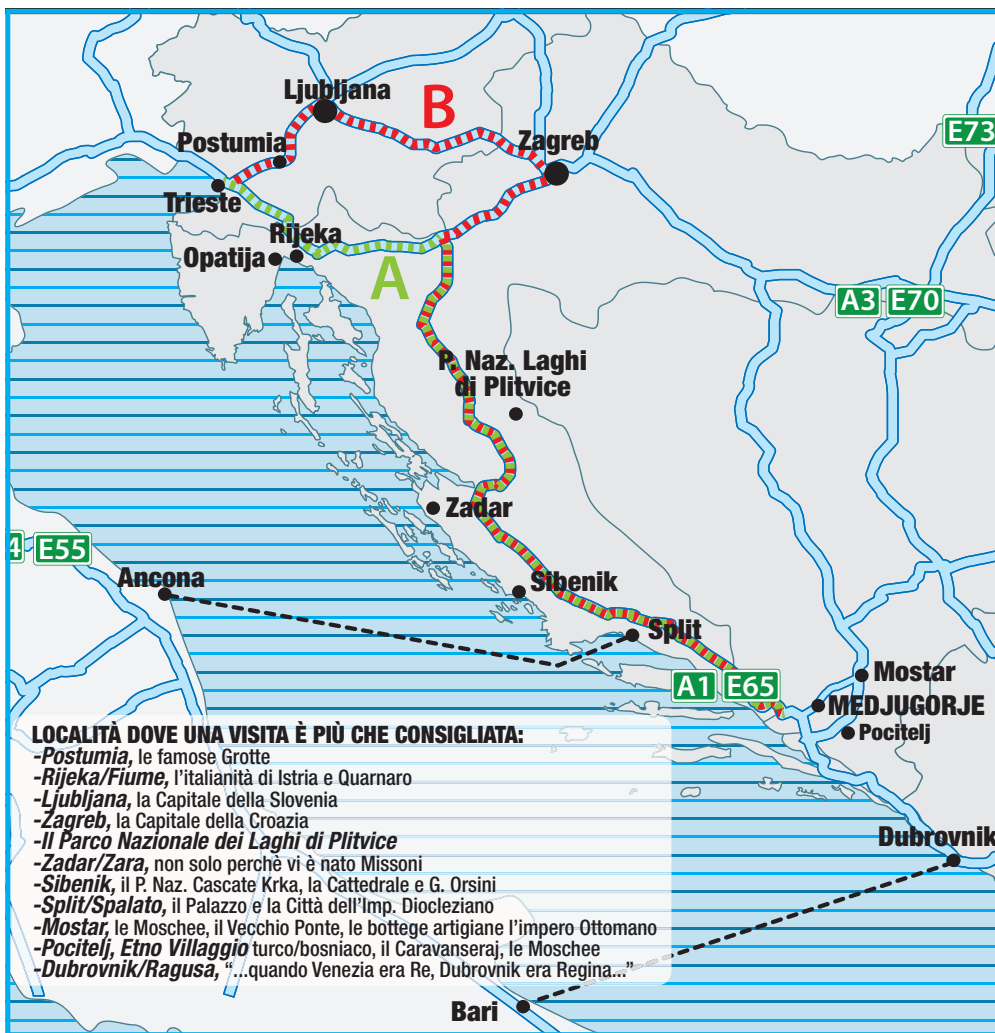 Ljubljana
B
E73
Postumia
Zagreb
Trieste
Rijeka
Opatija
A
A3 E70
P. Naz. Laghi
di Plitvice
Zadar
4 E55
Ancona
Sibenik
Split
Mostar
A1 E65
MEDJUGORJE
Pocitelj
LOCALITÀ DOVE UNA VISITA È PIÙ CHE CONSIGLIATA:
-Postumia, le famose Grotte
-Rijeka/Fiume, l'italianità di Istria e Quarnaro
-Ljubljana, la Capitale della Slovenia
-Zagreb, la Capitale della Croazia
-Il Parco Nazionale dei Laghi di Plitvice
-Zadar/Zara, non solo perchè vi è nato Missoni
-Sibenik, il P. Naz. Cascate Krka, la Cattedrale e G. Orsini
-Split/Spalato, il Palazzo e la Città dell'Imp. Diocleziano
-Mostar, le Moschee, il Vecchio Ponte, le bottege artigiane l'impero Ottomano
-Pocitelj, Etno Villaggio turco/bosniaco, il Caravanseraj, le Moschee
-Dubrovnik/Ragusa, “...quando Venezia era Re, Dubrovnik era Regina...”
Dubrovnik
Bari